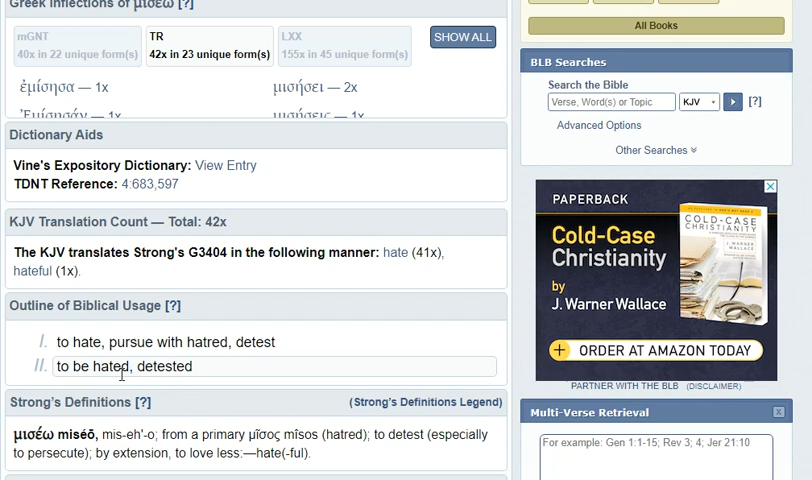 Greek Inflections of μισέω [?]
mGNT
40x in 22 unique form(s)
TR
42x in 23 unique form(s)
LXX
155x in 45 unique form(s)
SHOW ALL
ἐμίσησα — 1x
μισήσει — 2x
Ἐμίσησάν — 1x
μισήσεις — 1x
Dictionary Aids
Vine's Expository Dictionary: View Entry
TDNT Reference: 4:683,597
KJV Translation Count — Total: 42x
The KJV translates Strong's G3404 in the following manner: hate (41x),
hateful (1x).
Outline of Biblical Usage [?]
I. to hate, pursue with hatred, detest
II. to be hated, detested
Strong's Definitions [?]
(Strong's Definitions Legend)
μισέω miséō, mis-eh'-o; from a primary μῖσος mîsos (hatred); to detest (especially
to persecute); by extension, to love less:—hate(-ful).
All Books
BLB Searches
Search the Bible
Verse, Word(s) or Topic
KJV
[?]
Advanced Options
Other Searches
PAPERBACK
Cold-Case
Christianity
by
J. Warner Wallace
COLD-CASE
CHRISTIANITY
J. WARNER
WALLACE
+ ORDER AT AMAZON TODAY
PARTNER WITH THE BLB (DISCLAIMER)
Multi-Verse Retrieval
x
For example: Gen 1:1-15; Rev 3; 4; Jer 21:10